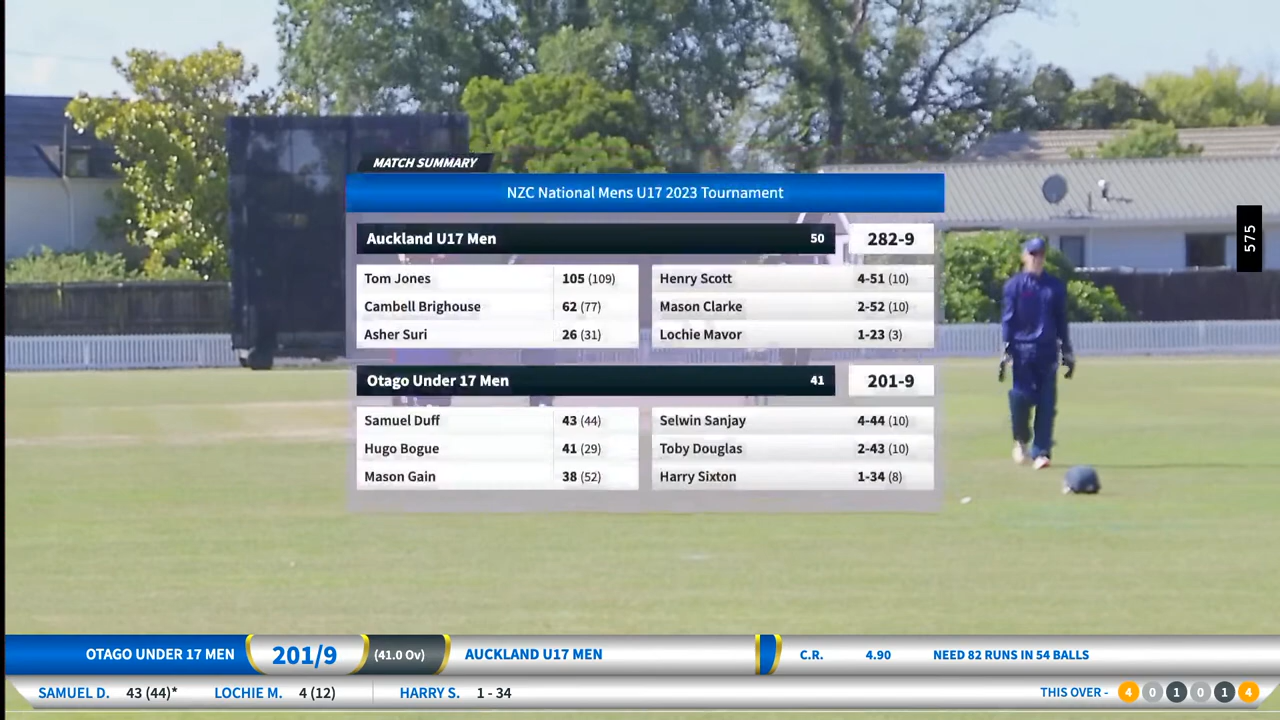 MATCH SUMMARY
NZC National Mens U17 2023 Tournament
Auckland U17 Men 50 282-9
Tom Jones 105 (109) Henry Scott 4-51 (10)
Cambell Brighouse 62 (77) Mason Clarke 2-52 (10)
Asher Suri 26 (31) Lochie Mavor 1-23 (3)
Otago Under 17 Men 41 201-9
Samuel Duff 43 (44) Selwin Sanjay 4-44 (10)
Hugo Bogue 41 (29) Toby Douglas 2-43 (10)
Mason Gain 38 (52) Harry Sixton 1-34 (8)
575
OTAGO UNDER 17 MEN 201/9 (41.0 Ov) AUCKLAND U17 MEN C.R. 4.90 NEED 82 RUNS IN 54 BALLS
SAMUEL D. 43 (44)* LOCHIE M. 4 (12) HARRY S. 1 - 34 THIS OVER - 4 0 1 0 1 4